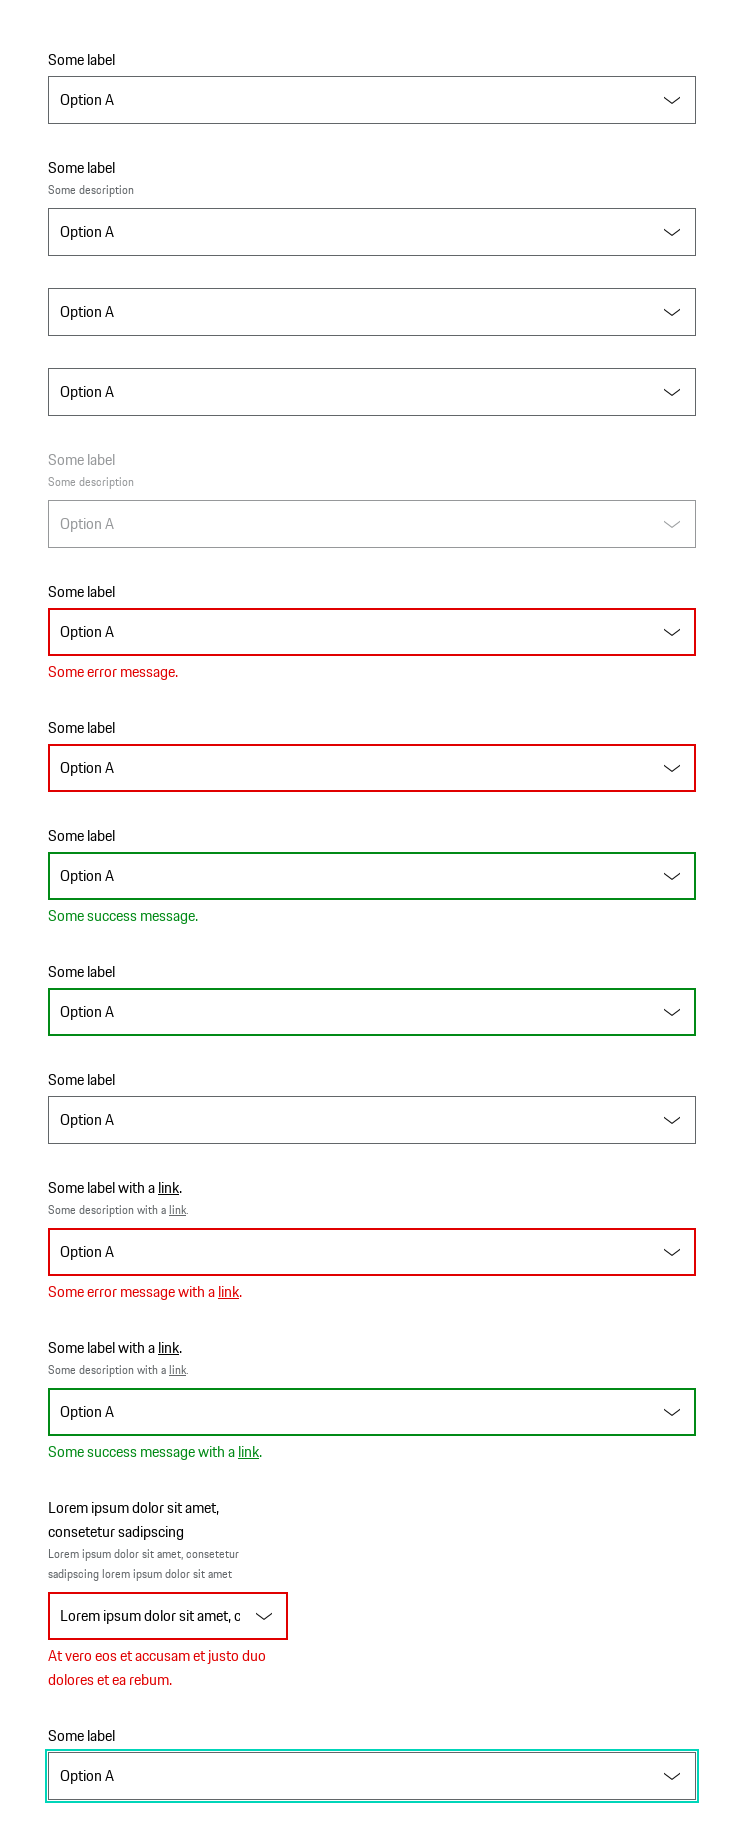 Some label
Option A
Some label
Some description
Option A
Option A
Option A
Some label
Some description
Option A
Some label
Option A
Some error message.
Some label
Option A
Some label
Option A
Some success message.
Some label
Option A
Some label
Option A
Some label with a link.
Some description with a link.
Option A
Some error message with a link.
Some label with a link.
Some description with a link.
Option A
Some success message with a link.
Lorem ipsum dolor sit amet,
consetetur sadipscing
Lorem ipsum dolor sit amet, consetetur
sadipscing lorem ipsum dolor sit amet
Lorem ipsum dolor sit amet, c
At vero eos et accusam et justo duo
dolores et ea rebum.
Some label
Option A